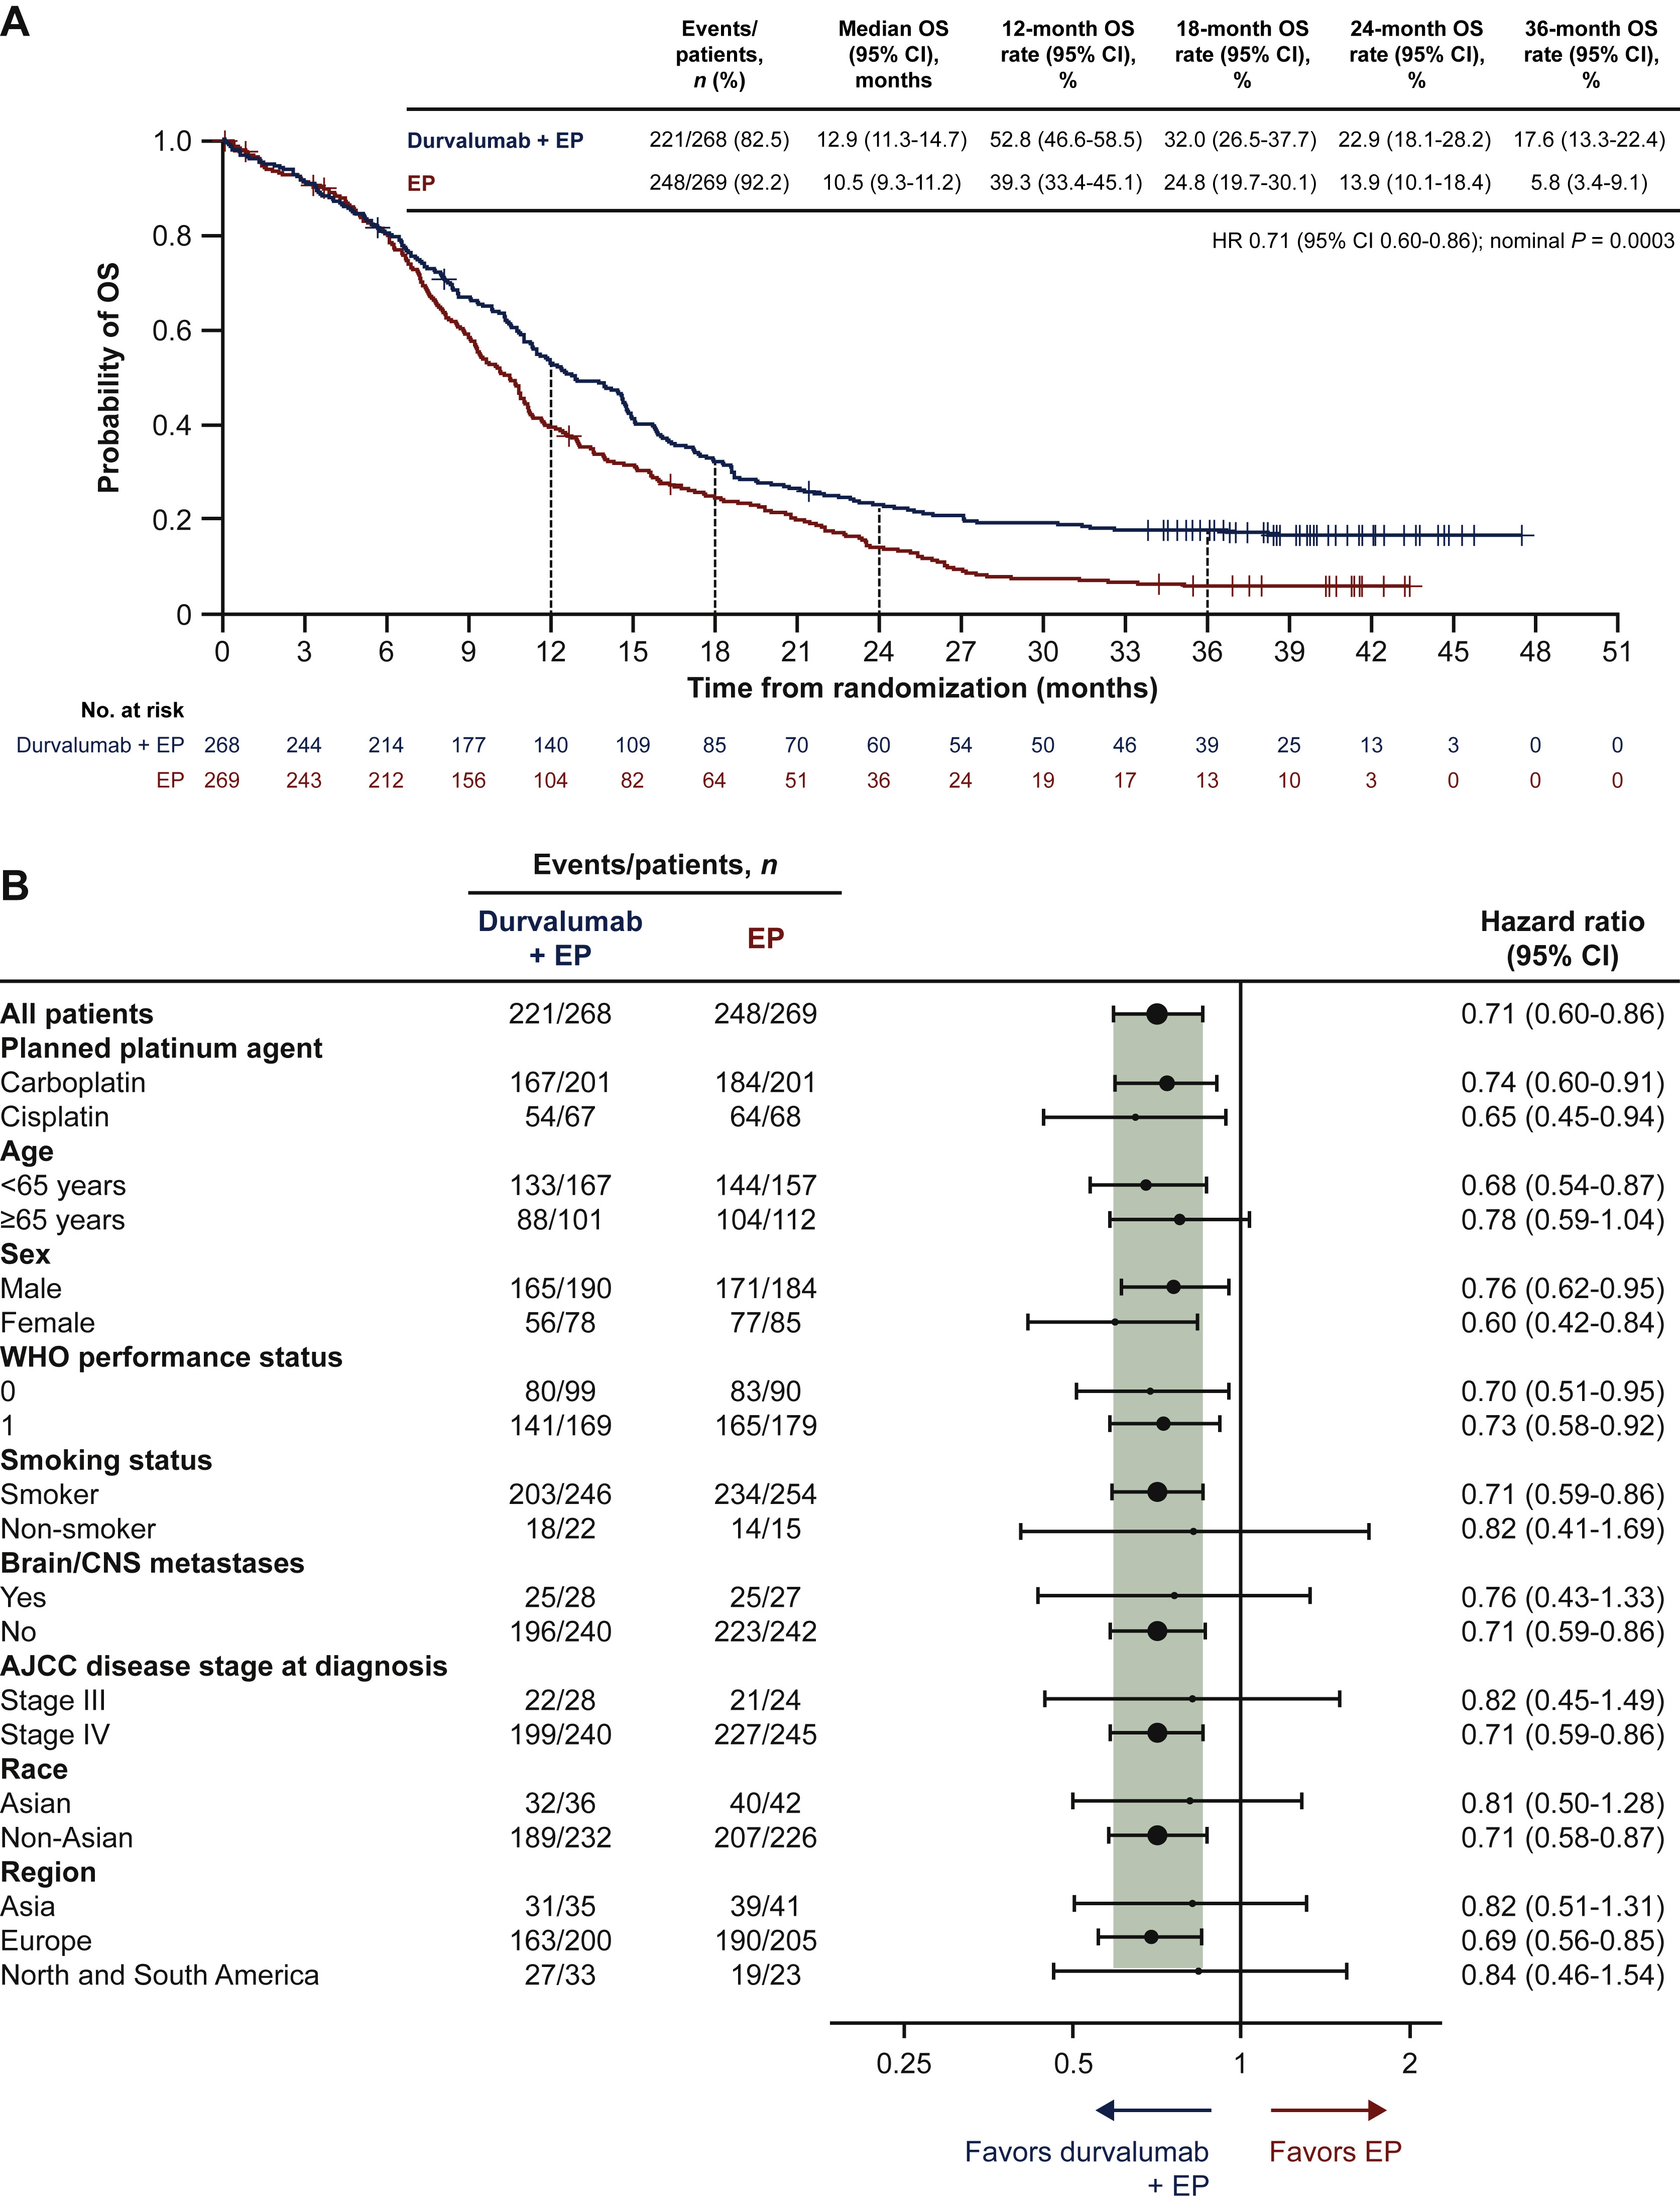 A
Events/ patients, n (%) Median OS (95% CI), months 12-month OS rate (95% CI), % 18-month OS rate (95% CI), % 24-month OS rate (95% CI), % 36-month OS rate (95% CI), %
Durvalumab + EP 221/268 (82.5) 12.9 (11.3-14.7) 52.8 (46.6-58.5) 32.0 (26.5-37.7) 22.9 (18.1-28.2) 17.6 (13.3-22.4)
EP 248/269 (92.2) 10.5 (9.3-11.2) 39.3 (33.4-45.1) 24.8 (19.7-30.1) 13.9 (10.1-18.4) 5.8 (3.4-9.1)
HR 0.71 (95% CI 0.60-0.86); nominal P = 0.0003
Probability of OS
1.0
0.8
0.6
0.4
0.2
0
0 3 6 9 12 15 18 21 24 27 30 33 36 39 42 45 48 51
Time from randomization (months)
No. at risk
Durvalumab + EP 268 244 214 177 140 109 85 70 60 54 50 46 39 25 13 3 0 0
EP 269 243 212 156 104 82 64 51 36 24 19 17 13 10 3 0 0 0
B
Events/patients, n
Durvalumab + EP EP Hazard ratio (95% CI)
All patients 221/268 248/269 0.71 (0.60-0.86)
Planned platinum agent
Carboplatin 167/201 184/201 0.74 (0.60-0.91)
Cisplatin 54/67 64/68 0.65 (0.45-0.94)
Age
<65 years 133/167 144/157 0.68 (0.54-0.87)
≥65 years 88/101 104/112 0.78 (0.59-1.04)
Sex
Male 165/190 171/184 0.76 (0.62-0.95)
Female 56/78 77/85 0.60 (0.42-0.84)
WHO performance status
0 80/99 83/90 0.70 (0.51-0.95)
1 141/169 165/179 0.73 (0.58-0.92)
Smoking status
Smoker 203/246 234/254 0.71 (0.59-0.86)
Non-smoker 18/22 14/15 0.82 (0.41-1.69)
Brain/CNS metastases
Yes 25/28 25/27 0.76 (0.43-1.33)
No 196/240 223/242 0.71 (0.59-0.86)
AJCC disease stage at diagnosis
Stage III 22/28 21/24 0.82 (0.45-1.49)
Stage IV 199/240 227/245 0.71 (0.59-0.86)
Race
Asian 32/36 40/42 0.81 (0.50-1.28)
Non-Asian 189/232 207/226 0.71 (0.58-0.87)
Region
Asia 31/35 39/41 0.82 (0.51-1.31)
Europe 163/200 190/205 0.69 (0.56-0.85)
North and South America 27/33 19/23 0.84 (0.46-1.54)
0.25 0.5 1 2
Favors durvalumab + EP Favors EP